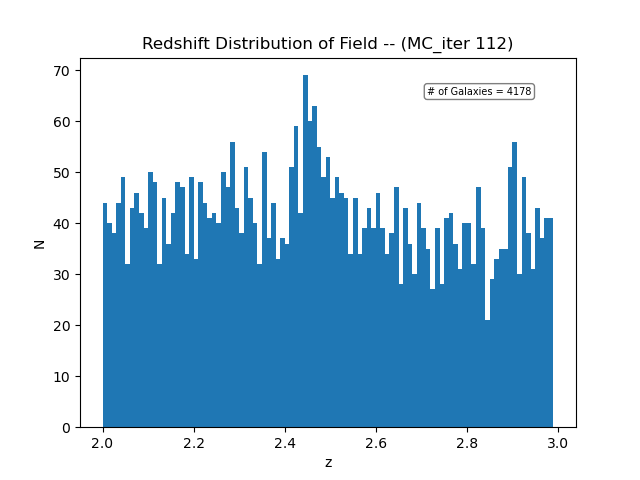 Redshift Distribution of Field -- (MC_iter 112)
# of Galaxies = 4178
70
60
50
40
30
20
10
0
N
2.0 2.2 2.4 2.6 2.8 3.0
z